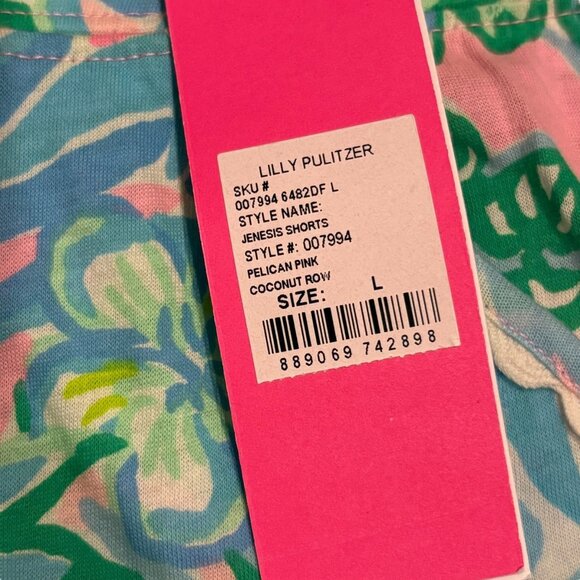 LILLY PULITZER
SKU #
007994 6482DF L
STYLE NAME:
JENESIS SHORTS
STYLE #: 007994
PELICAN PINK
COCONUT ROW
SIZE: L
889069 742898